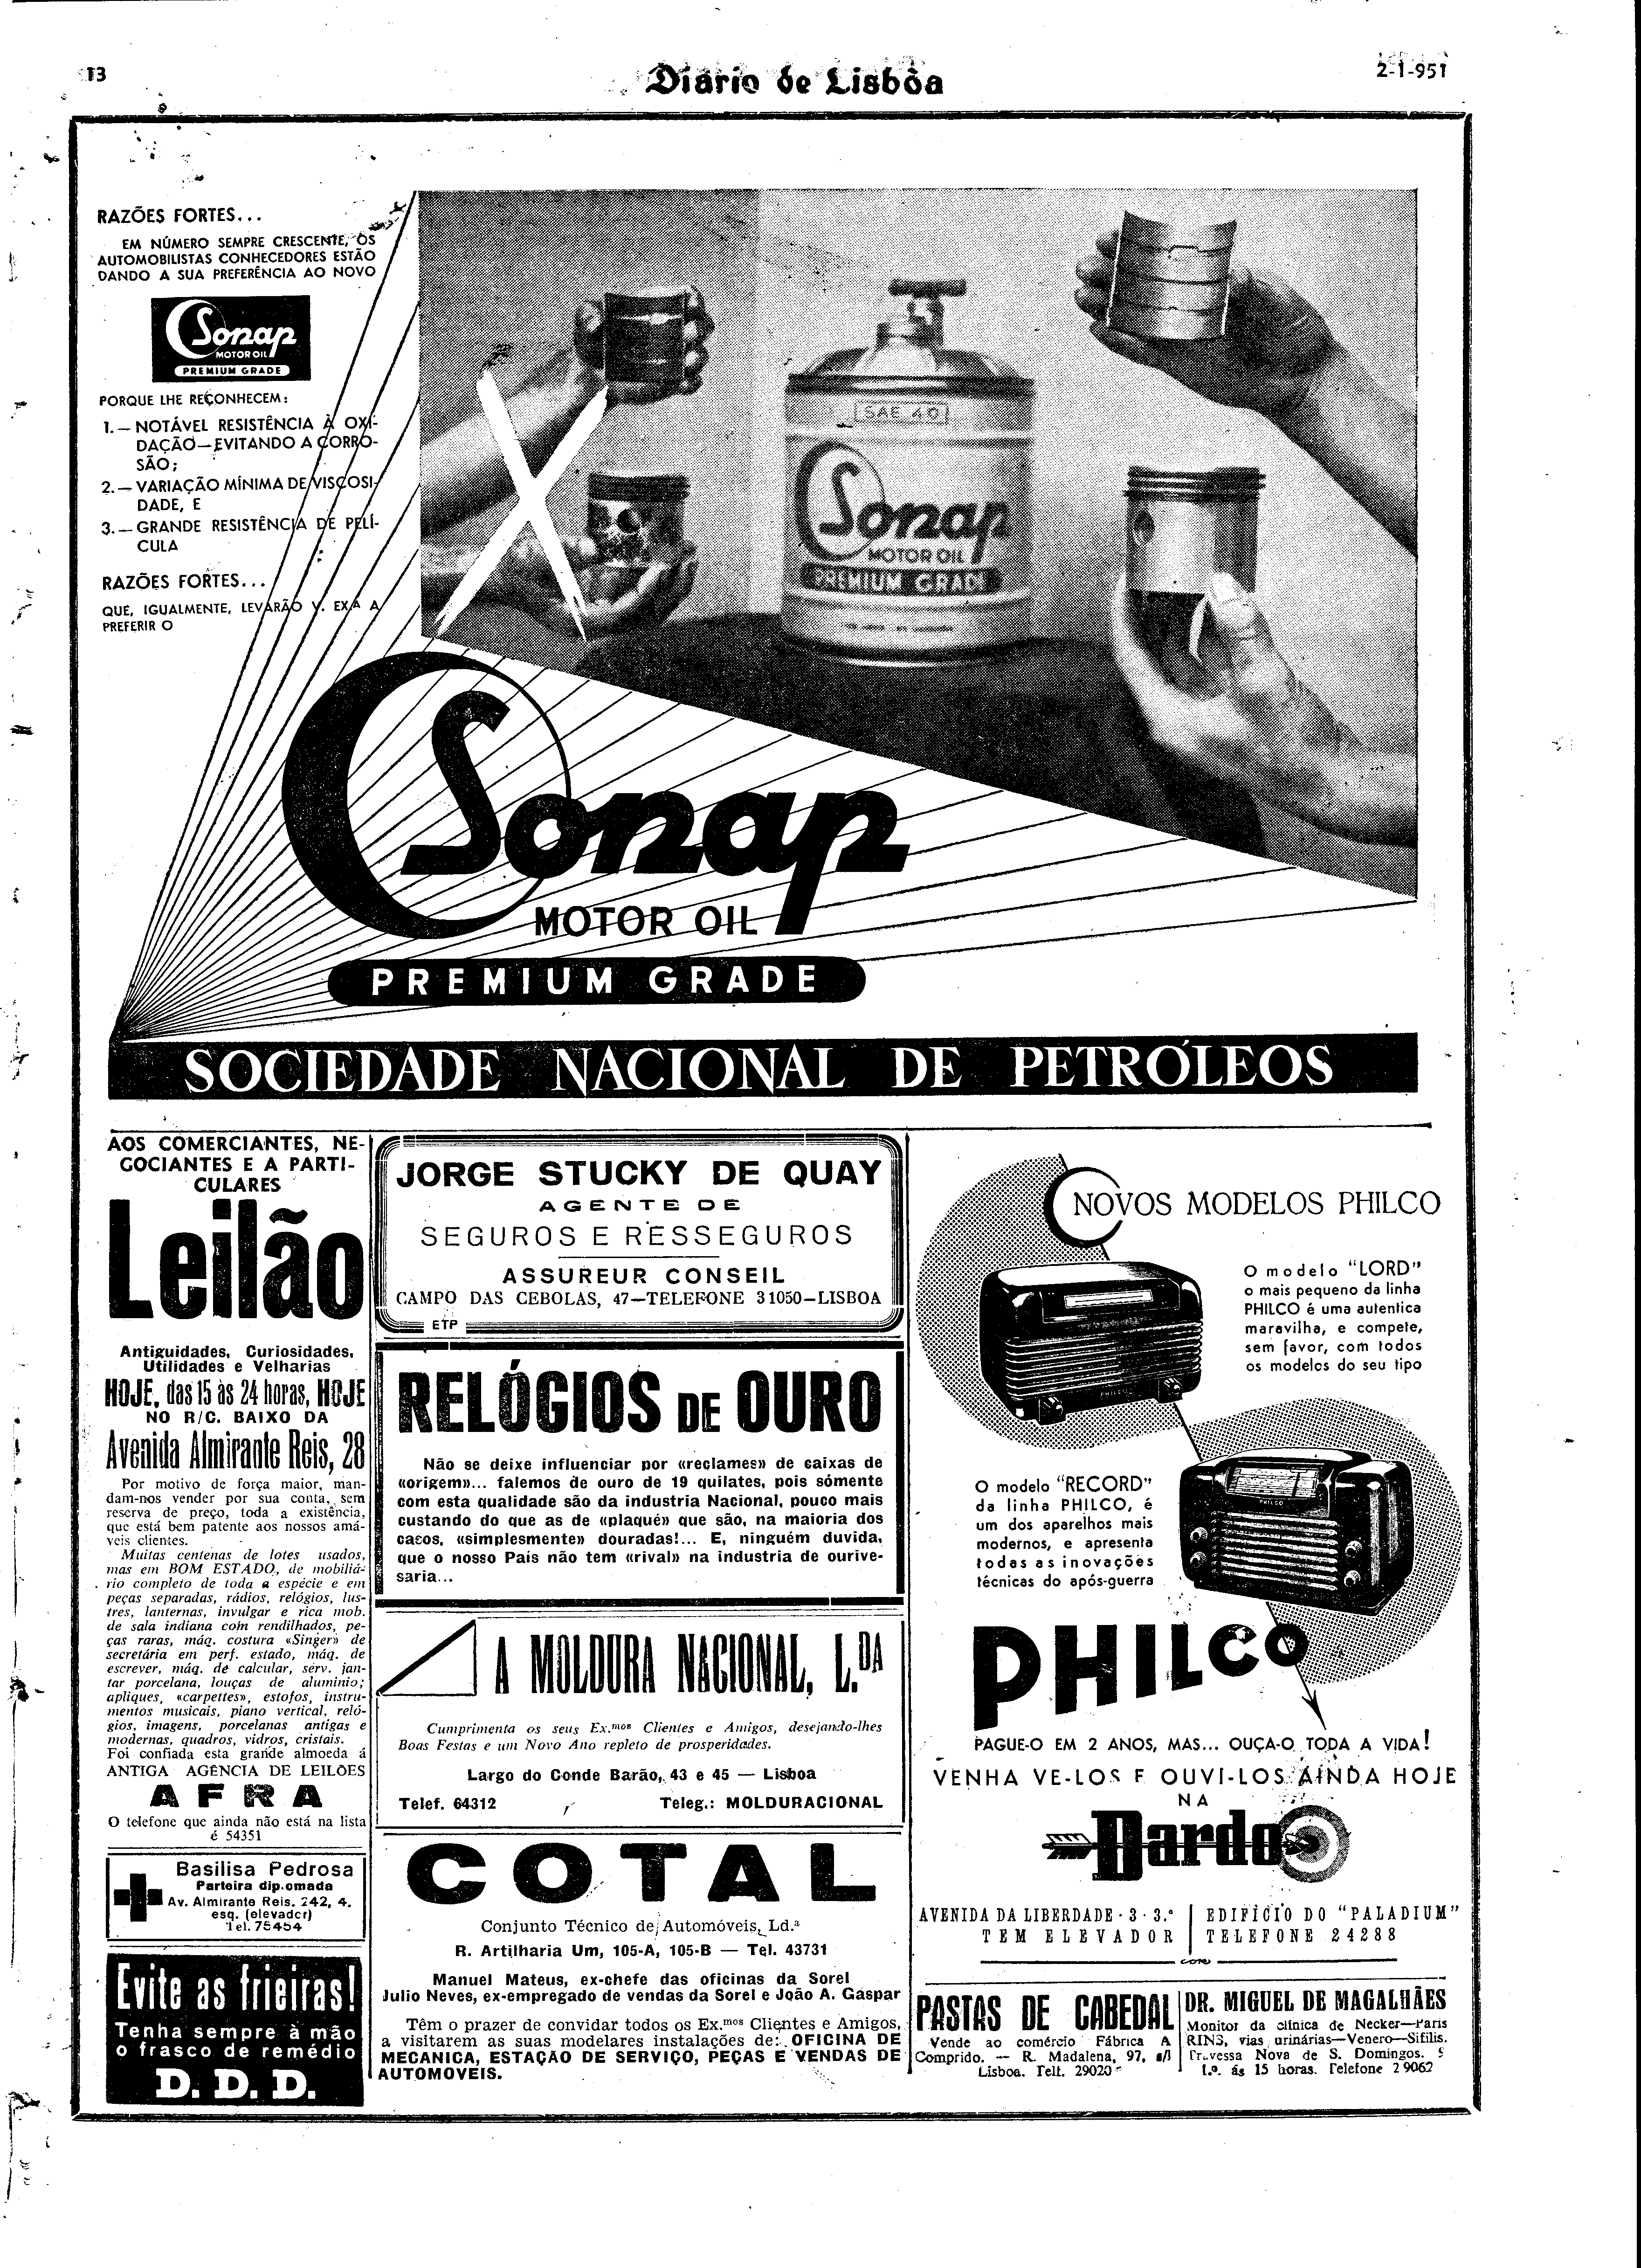 13
Diário de Lisbôa
2-1-951
RAZÕES FORTES...
EM NÚMERO SEMPRE CRESCENTE, OS
AUTOMOBILISTAS CONHECEDORES ESTÃO
DANDO A SUA PREFERÊNCIA AO NOVO
Sonap
MOTOR OIL
PREMIUM GRADE
PORQUE LHE RECONHECEM:
1.— NOTÁVEL RESISTÊNCIA À OXI-
DAÇÃO—EVITANDO A CORRO-
SÃO;
2.— VARIAÇÃO MÍNIMA DE VISCOSI-
DADE, E
3.— GRANDE RESISTÊNCIA DE PELÍ-
CULA
RAZÕES FORTES...
QUE, IGUALMENTE, LEVARÃO V. EXA A
PREFERIR O
SAE 40
Sonap
MOTOR OIL
PREMIUM GRADE
Sonap
MOTOR OIL
PREMIUM GRADE
SOCIEDADE NACIONAL DE PETRÓLEOS
AOS COMERCIANTES, NE-
GOCIANTES E A PARTI-
CULARES
Leilão
Antiguidades, Curiosidades,
Utilidades e Velharias
HOJE, das 15 às 24 horas, HOJE
NO R/C. BAIXO DA
Avenida Almirante Reis, 28
Por motivo de força maior, man-
dam-nos vender por sua conta, sem
reserva de preço, toda a existência,
que está bem patente aos nossos amá-
veis clientes.
Muitas centenas de lotes usados,
mas em BOM ESTADO, de mobiliá-
rio completo de toda a espécie e em
peças separadas, rádios, relógios, lus-
tres, lanternas, invulgar e rica mob.
de sala indiana com rendilhados, pe-
ças raras, máq. costura «Singer» de
secretária em perf. estado, máq. de
escrever, máq. de calcular, serv. jan-
tar porcelana, louças de alumínio;
apliques, «carpettes», estofos, instru-
mentos musicais, piano vertical, reló-
gios, imagens, porcelanas antigas e
modernas, quadros, vidros, cristais.
Foi confiada esta grande almoeda á
ANTIGA AGÊNCIA DE LEILÕES
AFRA
O telefone que ainda não está na lista
é 54351
Basilisa Pedrosa
Parteira diplomada
Av. Almirante Reis, 242, 4.
esq. (elevador)
Tel. 75454
Evite as frieiras!
Tenha sempre à mão
o frasco de remédio
D. D. D.
JORGE STUCKY DE QUAY
AGENTE DE
SEGUROS E RESSEGUROS
ASSUREUR CONSEIL
CAMPO DAS CEBOLAS, 47—TELEFONE 31050—LISBOA
ETP
RELÓGIOS DE OURO
Não se deixe influenciar por «reclames» de caixas de
«origem»... falemos de ouro de 19 quilates, pois sómente
com esta qualidade são da industria Nacional, pouco mais
custando do que as de «plaqué» que são, na maioria dos
casos, «simplesmente» douradas!... E, ninguém duvida,
que o nosso País não tem «rival» na industria de ourive-
saria...
A MOLDURA NACIONAL, L.DA
Cumprimenta os seus Ex.mos Clientes e Amigos, desejando-lhes
Boas Festas e um Novo Ano repleto de prosperidades.
Largo do Conde Barão, 43 e 45 — Lisboa
Telef. 64312 Teleg.: MOLDURACIONAL
COTAL
Conjunto Técnico de Automóveis, Ld.ª
R. Artilharia Um, 105-A, 105-B — Tel. 43731
Manuel Mateus, ex-chefe das oficinas da Sorel
Julio Neves, ex-empregado de vendas da Sorel e João A. Gaspar
Têm o prazer de convidar todos os Ex.mos Clientes e Amigos,
a visitarem as suas modelares instalações de: OFICINA DE
MECANICA, ESTAÇÃO DE SERVIÇO, PEÇAS E VENDAS DE
AUTOMOVEIS.
NOVOS MODELOS PHILCO
O modelo "LORD"
o mais pequeno da linha
PHILCO é uma autentica
maravilha, e compete,
sem favor, com todos
os modelos do seu tipo
PHILCO
O modelo "RECORD"
da linha PHILCO, é
um dos aparelhos mais
modernos, e apresenta
todas as inovações
técnicas do após-guerra
PHILCO
PHILCO
PAGUE-O EM 2 ANOS, MAS... OUÇA-O TODA A VIDA!
VENHA VE-LOS E OUVI-LOS AINDA HOJE
NA
Dardo
AVENIDA DA LIBERDADE · 3 · 3.º
TEM ELEVADOR
EDIFÍCIO DO "PALADIUM"
TELEFONE 24288
PASTAS DE CABEDAL
Vende ao comércio Fábrica A
Comprido. — R. Madalena, 97, s/l
Lisboa. Telf. 29020
DR. MIGUEL DE MAGALHÃES
Monitor da clínica de Necker—Paris
RINS, vias urinárias—Venero—Sifilis.
Travessa Nova de S. Domingos. 9
1.º. ás 15 horas. Telefone 2 9062